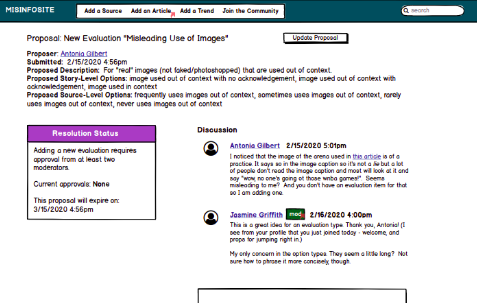 MISINFOSITE
Add a Source Add an Article Add a Trend Join the Community
search
Proposal: New Evaluation "Misleading Use of Images"
Update Proposal
Proposer: Antonia Gilbert
Submitted: 2/15/2020 4:56pm
Proposed Description: For "real" images (not faked/photoshopped) that are used out of context.
Proposed Story-Level Options: image used out of context with no acknowledgement, image used out of context with
acknowledgement, image used in context
Proposed Source-Level Options: frequently uses images out of context, sometimes uses images out of context, rarely
uses images out of context, never uses images out of context
Resolution Status
Adding a new evaluation requires
approval from at least two
moderators.
Current approvals: None
This proposal will expire on:
3/15/2020 4:56pm
Discussion
Antonia Gilbert 2/15/2020 5:01pm
I noticed that the image of the arena used in this article is of a
practice. It says so in the image caption so it's not a lie but a lot
of people don't read the image caption and most will look at it and
say "wow, no one's going to those wnba games!" Seems
misleading to me? And you don't have an evaluation item for that
so I am adding one.
Jasmine Griffith mod 2/16/2020 4:00pm
This is a great idea for an evaluation type. Thank you, Antonia! (I
see from your profile that you just joined today - welcome, and
props for jumping right in.)
My only concern is the option types. They seem a little long? Not
sure how to phrase it more concisely, though.